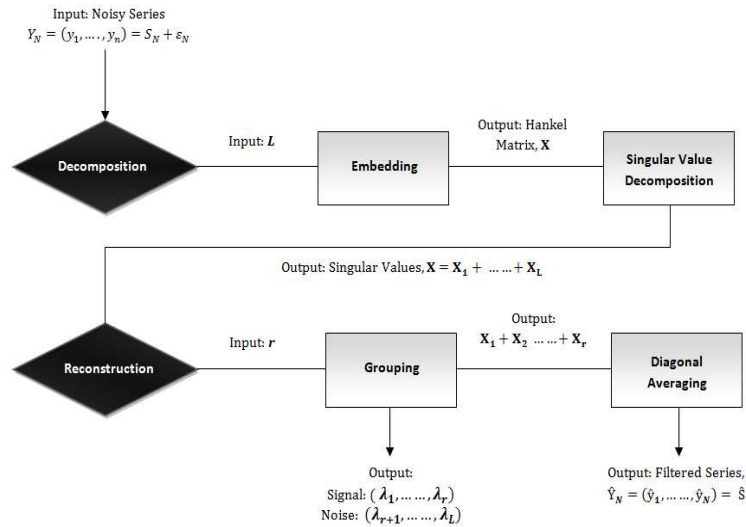 Input: Noisy Series
Y_N = (y_1, ...., y_n) = S_N + ε_N
Decomposition
Input: L
Embedding
Output: Hankel
Matrix, X
Singular Value
Decomposition
Output: Singular Values, X = X_1 + ......+ X_L
Reconstruction
Input: r
Grouping
Output:
X_1 + X_2 ......+ X_r
Diagonal
Averaging
Output:
Signal: (λ_1, ......, λ_r)
Noise: (λ_{r+1}, ......, λ_L)
Output: Filtered Series,
Ŷ_N = (ŷ_1, ......, ŷ_N) = Ŝ